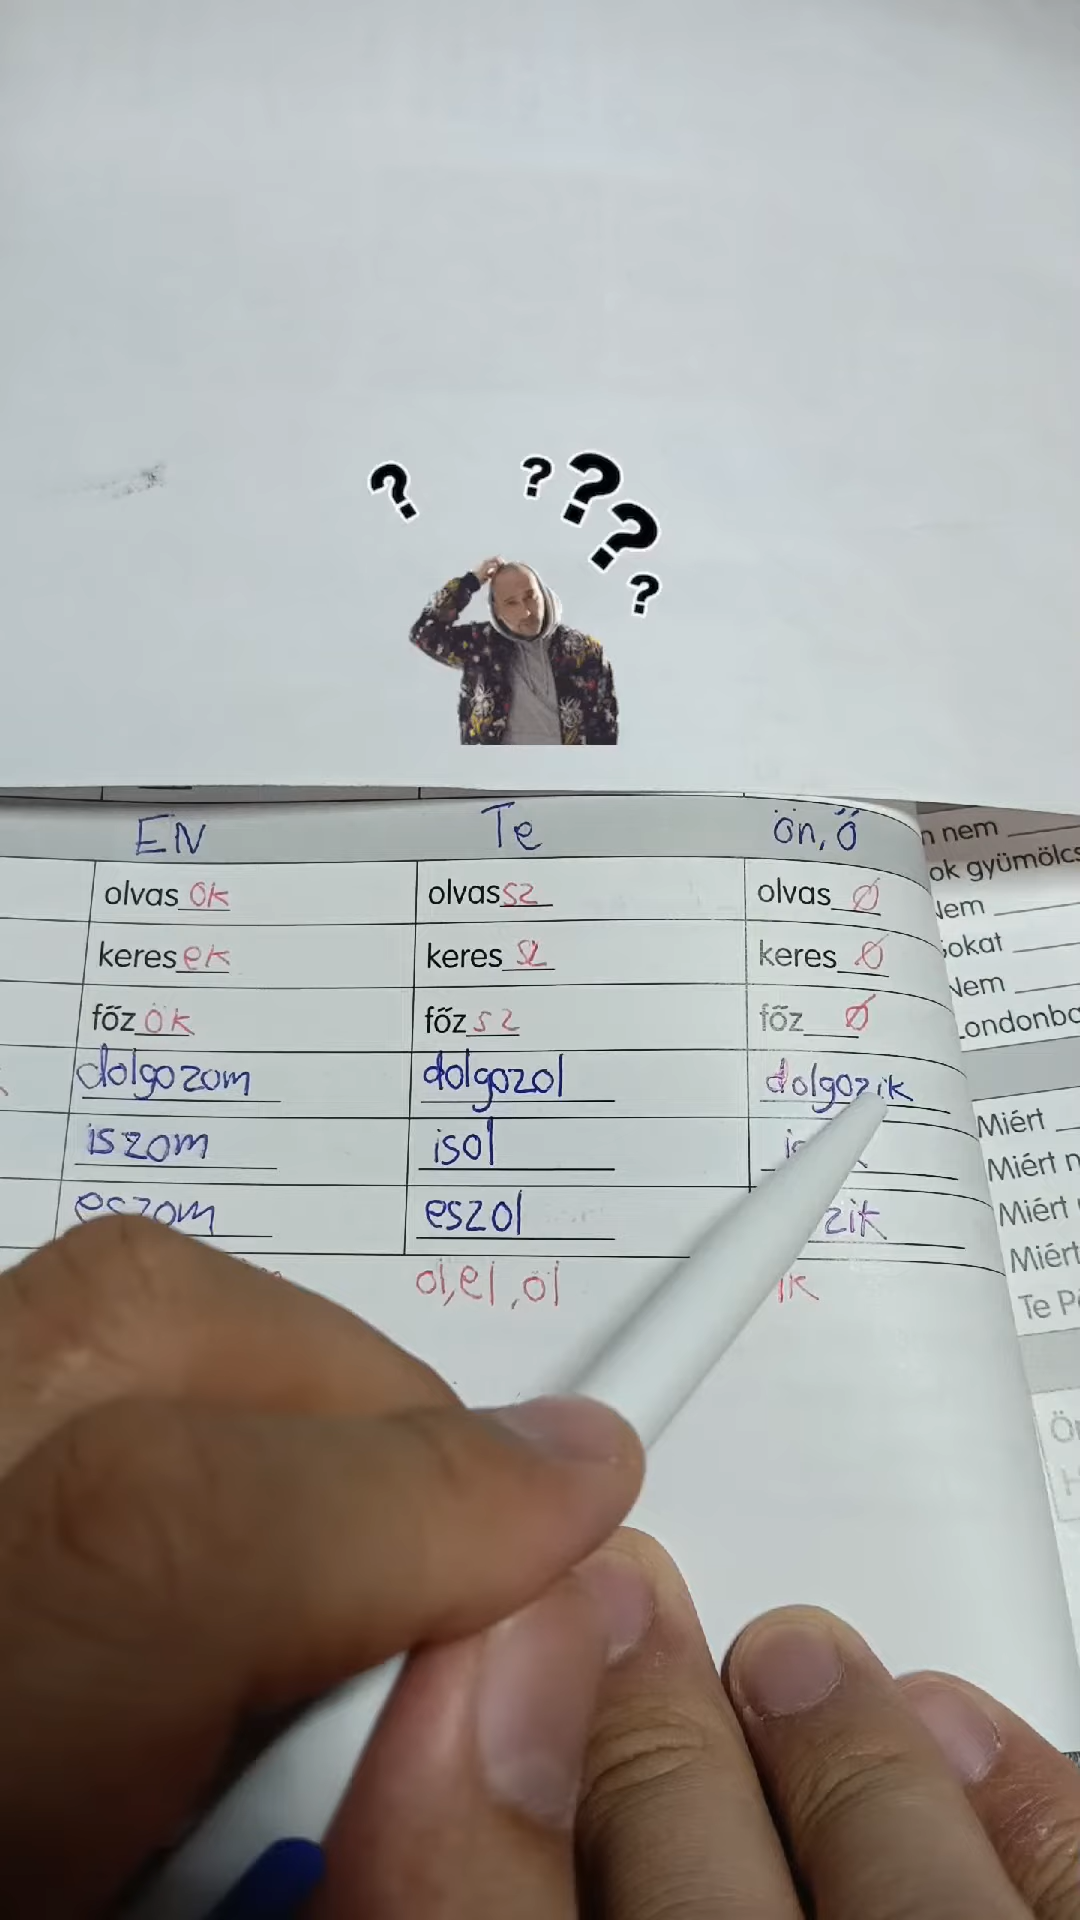 ? ? ? ? ?
EN Te ön, ő
olvas ok olvas sz olvas Ø
keres ek keres sz keres Ø
főz ök főz sz főz Ø
dolgozom dolgozol dolgozik
iszom isol
eszom eszol zik
ol, el, öl ik
n nem
ok gyümölcs
Nem
Sokat
Nem
Londonba
Miért
Miért n
Miért
Miért
Te P